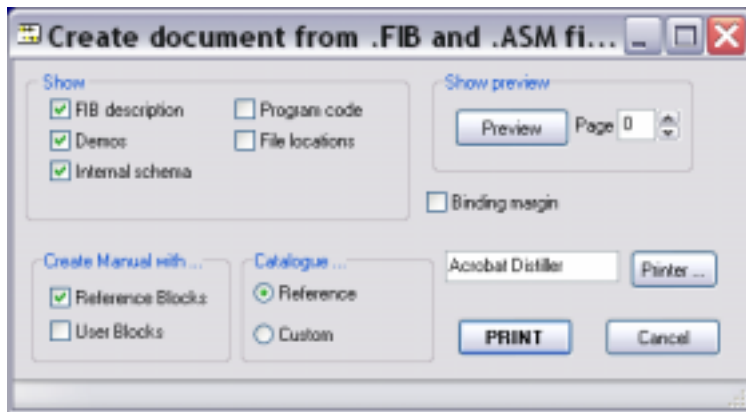 Create document from .FIB and .ASM fi...
Show
FIB description
Program code
Demos
File locations
Internal schema
Show preview
Preview
Page 0
Binding margin
Create Manual with ...
Reference Blocks
User Blocks
Catalogue ...
Reference
Custom
Acrobat Distiller
Printer ...
PRINT
Cancel